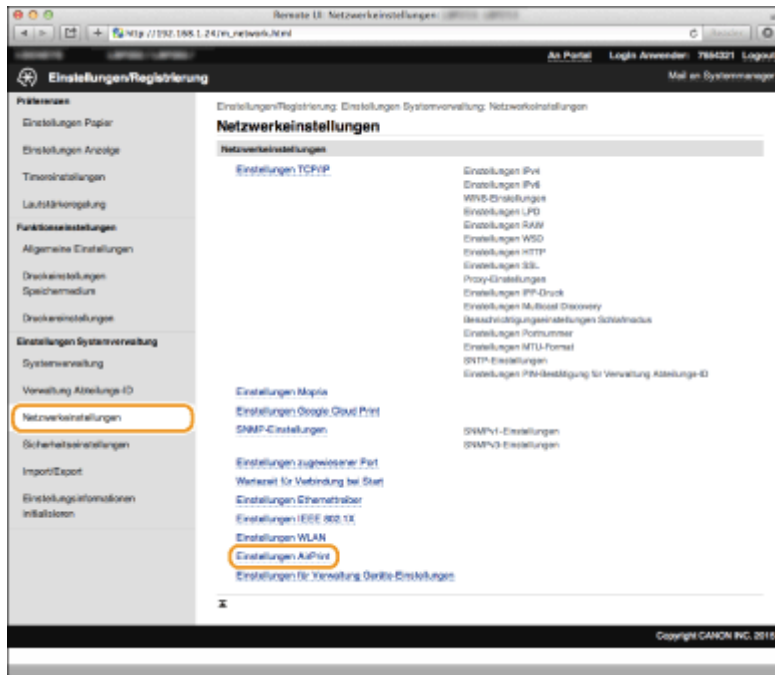 Remote UI: Netzwerkeinstellungen:
http://192.168.1.24/m_network.html
Reader
An Portal Login Anwender: 7654321 Logout
Einstellungen/Registrierung
Mail an Systemmanager
Präferenzen
Einstellungen Papier
Einstellungen Anzeige
Timereinstellungen
Lautstärkeregelung
Funktionseinstellungen
Allgemeine Einstellungen
Druckeinstellungen
Speichermedium
Druckereinstellungen
Einstellungen Systemverwaltung
Systemverwaltung
Verwaltung Abteilungs-ID
Netzwerkeinstellungen
Sicherheitseinstellungen
Import/Export
Einstellungsinformationen
initialisieren
Einstellungen/Registrierung: Einstellungen Systemverwaltung: Netzwerkeinstellungen
Netzwerkeinstellungen
Netzwerkeinstellungen
Einstellungen TCP/IP
Einstellungen IPv4
Einstellungen IPv6
WINS-Einstellungen
Einstellungen LPD
Einstellungen RAW
Einstellungen WSD
Einstellungen HTTP
Einstellungen SSL
Proxy-Einstellungen
Einstellungen IPP-Druck
Einstellungen Multicast Discovery
Benachrichtigungseinstellungen Schlafmodus
Einstellungen Portnummer
Einstellungen MTU-Format
SNTP-Einstellungen
Einstellungen PIN-Bestätigung für Verwaltung Abteilungs-ID
Einstellungen Mopria
Einstellungen Google Cloud Print
SNMP-Einstellungen
SNMPv1-Einstellungen
SNMPv3-Einstellungen
Einstellungen zugewiesener Port
Wartezeit für Verbindung bei Start
Einstellungen Ethernettreiber
Einstellungen IEEE 802.1X
Einstellungen WLAN
Einstellungen AirPrint
Einstellungen für Verwaltung Geräte-Einstellungen
Copyright CANON INC. 2015